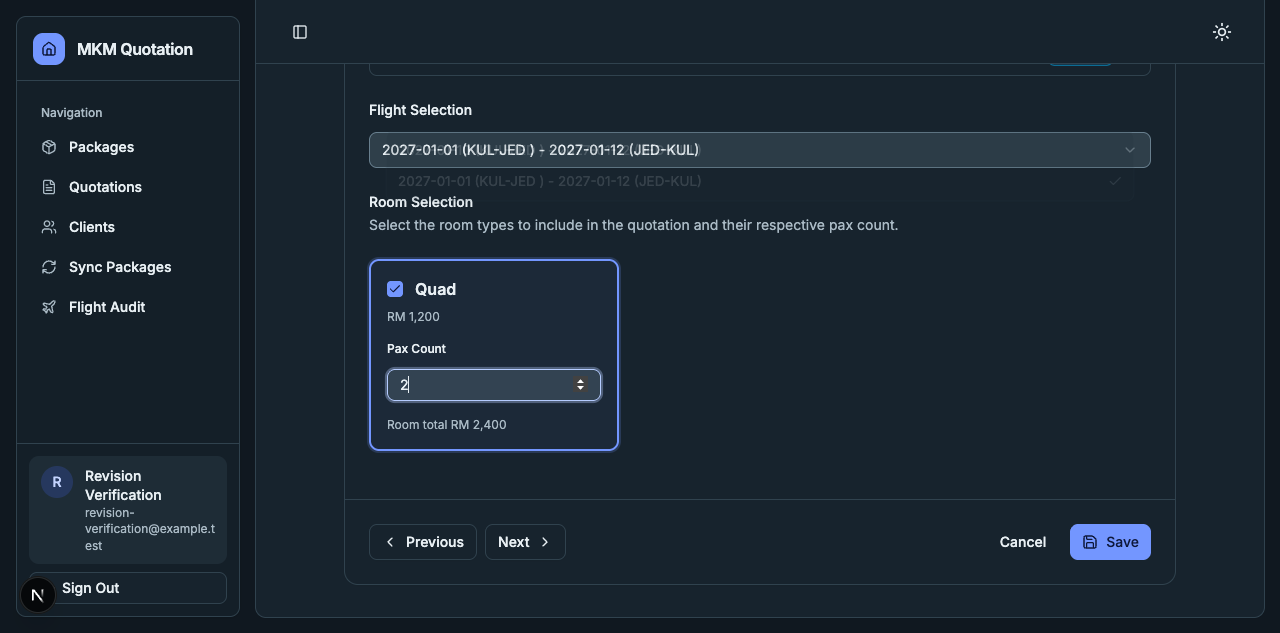 MKM Quotation
Navigation
Packages
Quotations
Clients
Sync Packages
Flight Audit
R
Revision
Verification
revision-
verification@example.t
est
Sign Out
N
Flight Selection
2027-01-01 (KUL-JED ) - 2027-01-12 (JED-KUL)
2027-01-01 (KUL-JED ) - 2027-01-12 (JED-KUL)
Room Selection
Select the room types to include in the quotation and their respective pax count.
Quad
RM 1,200
Pax Count
2
Room total RM 2,400
Previous
Next
Cancel
Save